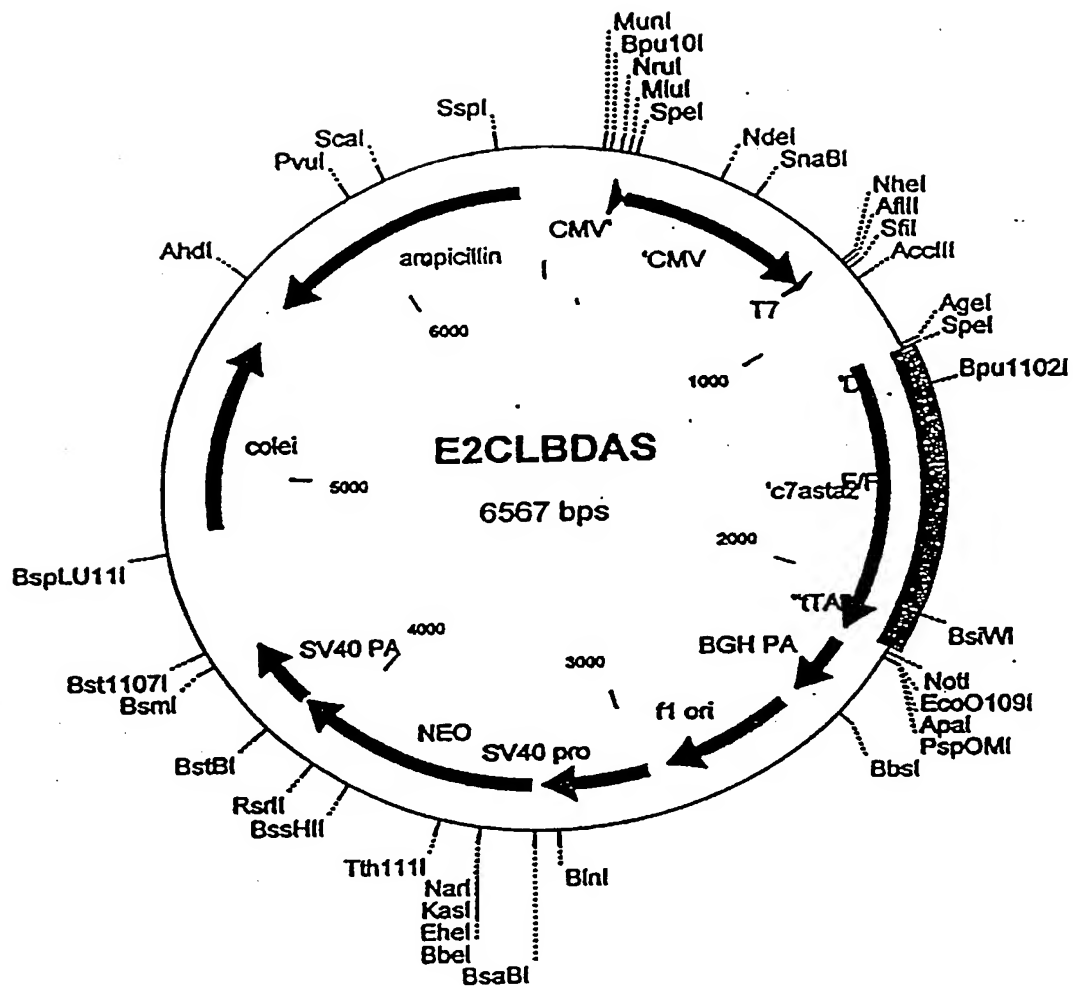 MunI
Bpu10I
NruI
MluI
SpeI
SspI
NdeI
ScaI
SnaBI
PvuI
NheI
AflII
SfiI
AccIII
CMV'
'CMV
ampicillin
AhdI
T7
6000
AgeI
SpeI
1000
Bpu1102I
'D
E2CLBDAS
colei
5000
'c7astaz'
E/F
6567 bps
2000
BspLU11I
BsiWI
4000
BGH PA
SV40 PA
3000
NotI
Bst1107I
EcoO109I
BsmI
f1 ori
ApaI
NEO
PspOMI
SV40 pro
BstBI
BbsI
RsrII
BssHII
Tth111I
BlnI
NarI
KasI
EheI
BbeI
BsaBI